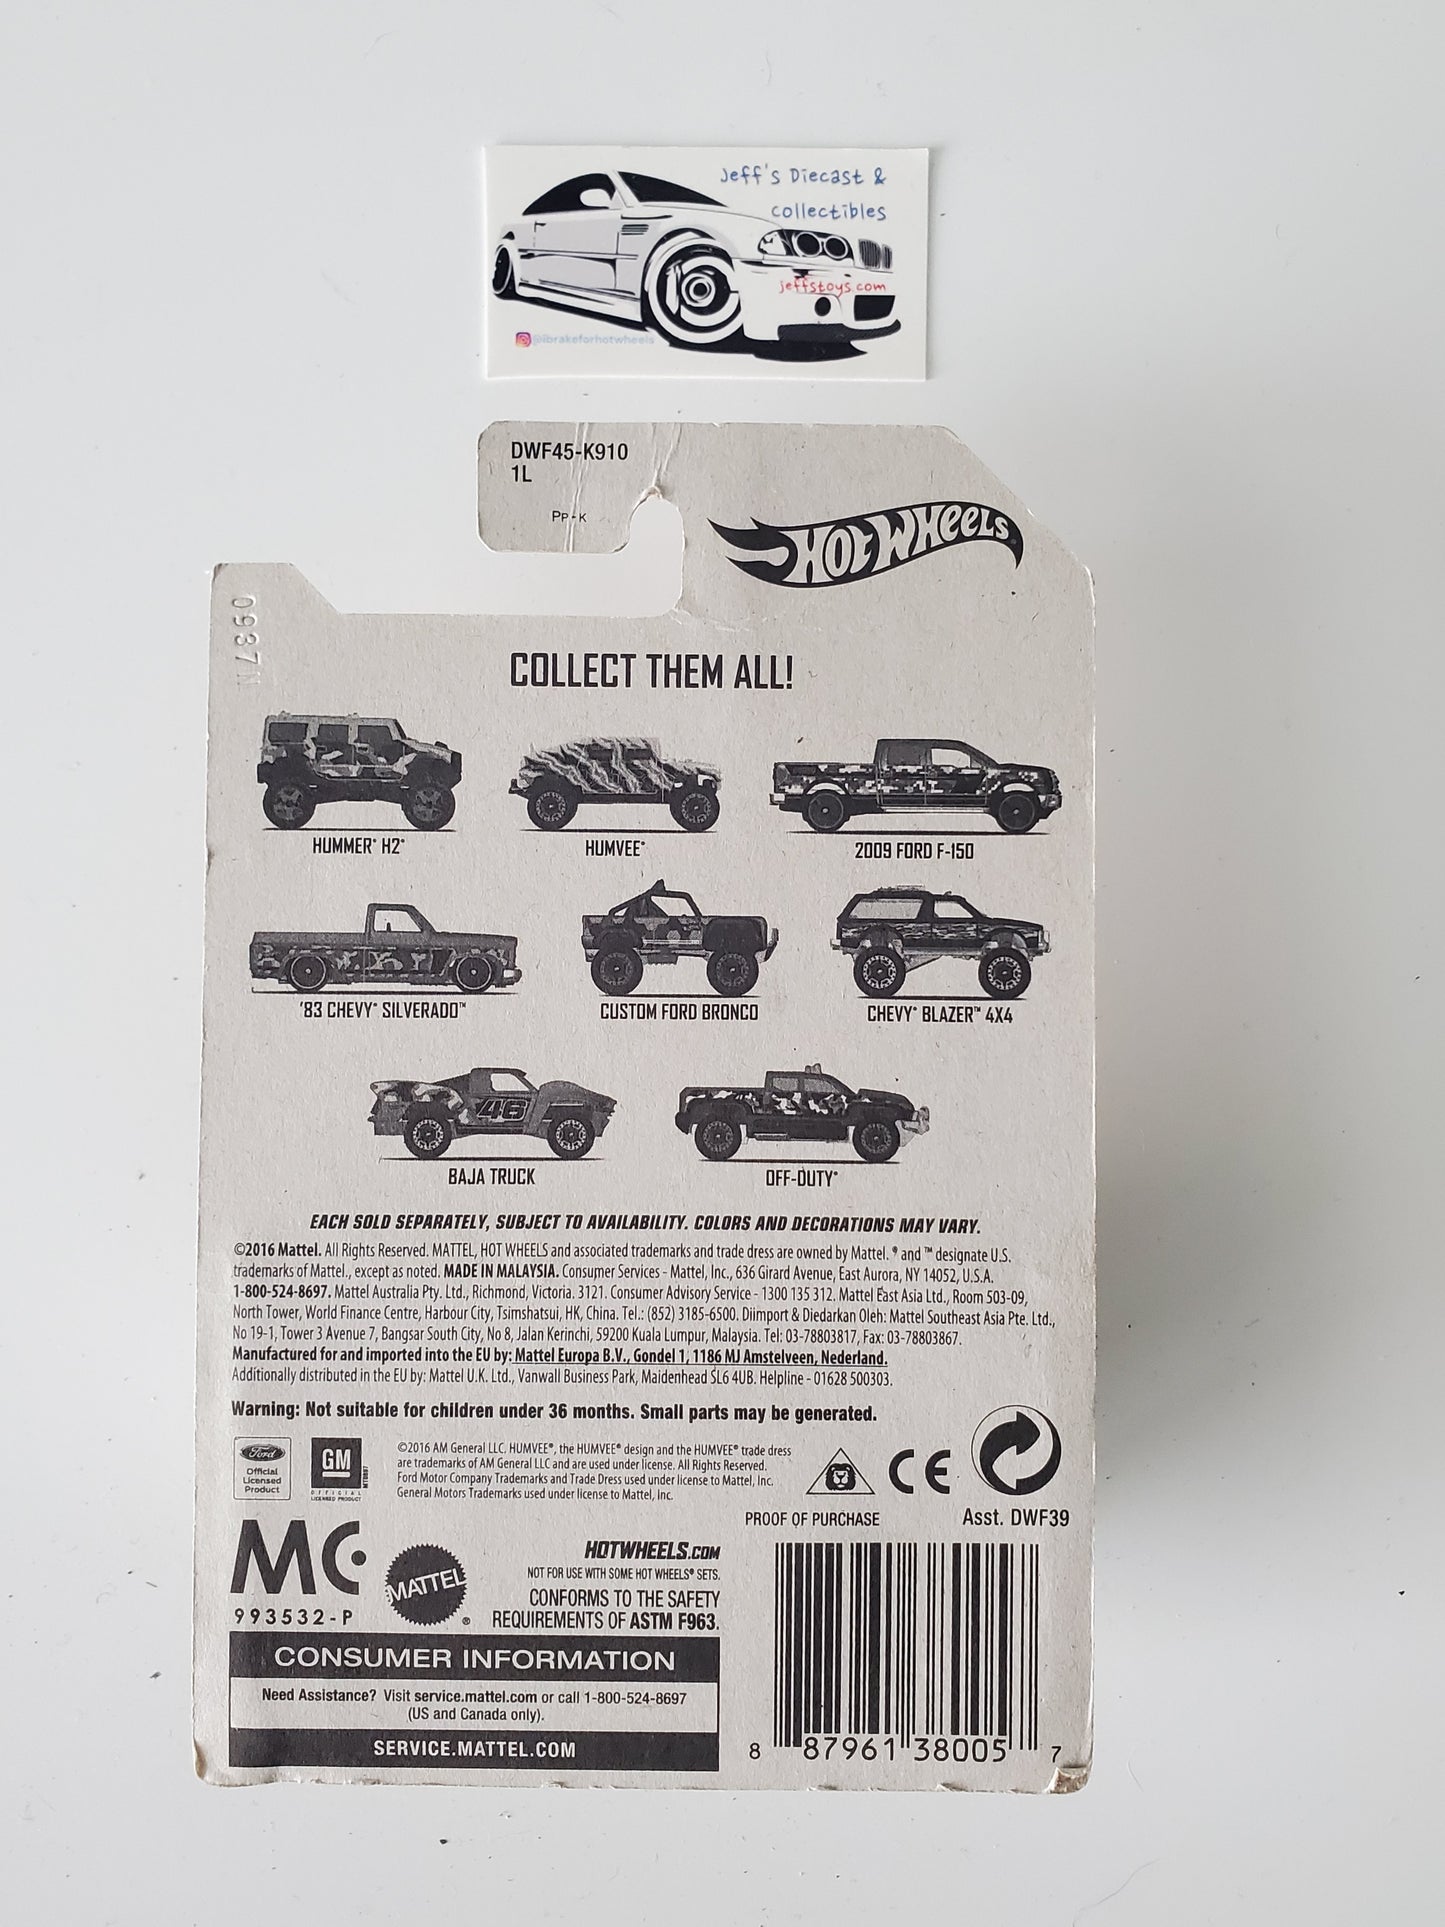 Jeff's Diecast &
collectibles
jeffstoys.com
@ibrakeforhotwheels
DWF45-K910
1L
PP-K
HOT WHEELS
0937N
COLLECT THEM ALL!
HUMMER® H2®
HUMVEE®
2009 FORD F-150
'83 CHEVY® SILVERADO™
CUSTOM FORD BRONCO
CHEVY® BLAZER™ 4X4
46
BAJA TRUCK
OFF-DUTY®
EACH SOLD SEPARATELY, SUBJECT TO AVAILABILITY. COLORS AND DECORATIONS MAY VARY.
©2016 Mattel. All Rights Reserved. MATTEL, HOT WHEELS and associated trademarks and trade dress are owned by Mattel. ® and ™ designate U.S.
trademarks of Mattel., except as noted. MADE IN MALAYSIA. Consumer Services - Mattel, Inc., 636 Girard Avenue, East Aurora, NY 14052, U.S.A.
1-800-524-8697. Mattel Australia Pty. Ltd., Richmond, Victoria. 3121. Consumer Advisory Service - 1300 135 312. Mattel East Asia Ltd., Room 503-09,
North Tower, World Finance Centre, Harbour City, Tsimshatsui, HK, China. Tel.: (852) 3185-6500. Diimport & Diedarkan Oleh: Mattel Southeast Asia Pte. Ltd.,
No 19-1, Tower 3 Avenue 7, Bangsar South City, No 8, Jalan Kerinchi, 59200 Kuala Lumpur, Malaysia. Tel: 03-78803817, Fax: 03-78803867.
Manufactured for and imported into the EU by: Mattel Europa B.V., Gondel 1, 1186 MJ Amstelveen, Nederland.
Additionally distributed in the EU by: Mattel U.K. Ltd., Vanwall Business Park, Maidenhead SL6 4UB. Helpline - 01628 500303.
Warning: Not suitable for children under 36 months. Small parts may be generated.
Ford
Official
Licensed
Product
GM
OFFICIAL
LICENSED PRODUCT
©2016 AM General LLC. HUMVEE®, the HUMVEE® design and the HUMVEE® trade dress
are trademarks of AM General LLC and are used under license. All Rights Reserved.
Ford Motor Company Trademarks and Trade Dress used under license to Mattel, Inc.
General Motors Trademarks used under license to Mattel, Inc.
CE
PROOF OF PURCHASE
Asst. DWF39
MC
993532-P
MATTEL®
HOTWHEELS.COM
NOT FOR USE WITH SOME HOT WHEELS® SETS.
CONFORMS TO THE SAFETY
REQUIREMENTS OF ASTM F963.
CONSUMER INFORMATION
Need Assistance? Visit service.mattel.com or call 1-800-524-8697
(US and Canada only).
SERVICE.MATTEL.COM
8 87961 38005 7